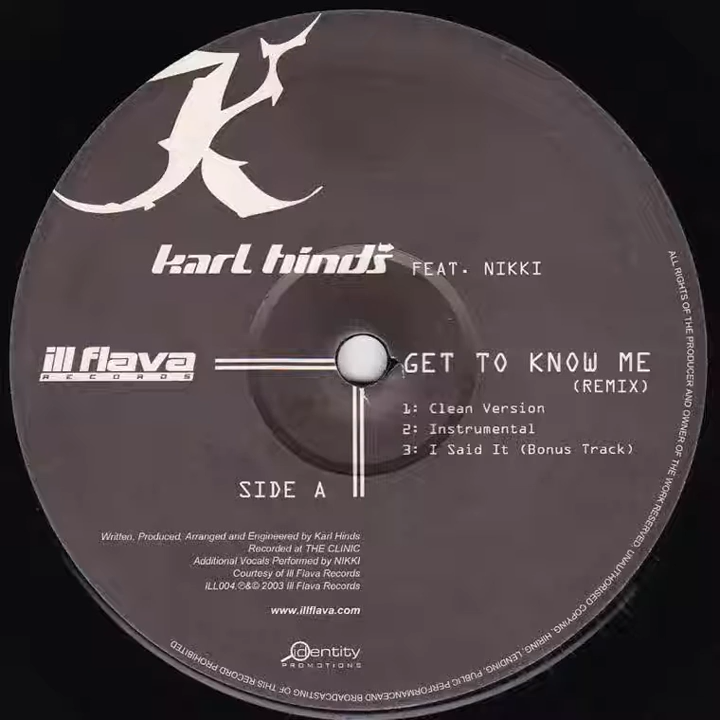 K
karl hinds FEAT. NIKKI
ill flava
RECORDS
GET TO KNOW ME
(REMIX)
1: Clean Version
2: Instrumental
3: I Said It (Bonus Track)
SIDE A
Written, Produced, Arranged and Engineered by Karl Hinds
Recorded at THE CLINIC
Additional Vocals Performed by NIKKI
Courtesy of Ill Flava Records
ILL004.℗&© 2003 Ill Flava Records
www.illflava.com
identity
PROMOTIONS
ALL RIGHTS OF THE PRODUCER AND OWNER OF THE WORK RESERVED. UNAUTHORISED COPYING, HIRING, LENDING, PUBLIC PERFORMANCEAND BROADCASTING OF THIS RECORD PROHIBITED